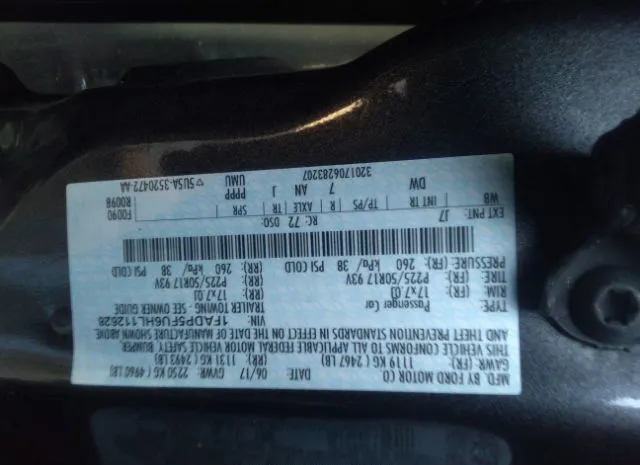 MFD. BY FORD MOTOR CO.
DATE: 06/17 GVWR: 2250 KG ( 4960 LB)
GAWR: (FR): 1119 KG ( 2467 LB) (RR): 1131 KG ( 2493 LB)
THIS VEHICLE CONFORMS TO ALL APPLICABLE FEDERAL MOTOR VEHICLE SAFETY, BUMPER,
AND THEFT PREVENTION STANDARDS IN EFFECT ON THE DATE OF MANUFACTURE SHOWN ABOVE.
VIN: 1FADP5FU6HL112628
TYPE: Passenger Car TRAILER TOWING - SEE OWNER GUIDE
RIM: 17x7.0J (RR): 17x7.0J
TIRE: P225/50R17 93V (RR): P225/50R17 93V
PRESSURE: (FR): 260 kPa/ 38 PSI COLD (RR): 260 kPa/ 38 PSI COLD
EXT PNT: J7 RC: 72 DSO: F0090 R0098
WB INT TR TP/PS R AXLE TR SPR
DW 7 AN J PPPP UMU 5U5A-3520472-AA
3201706283207